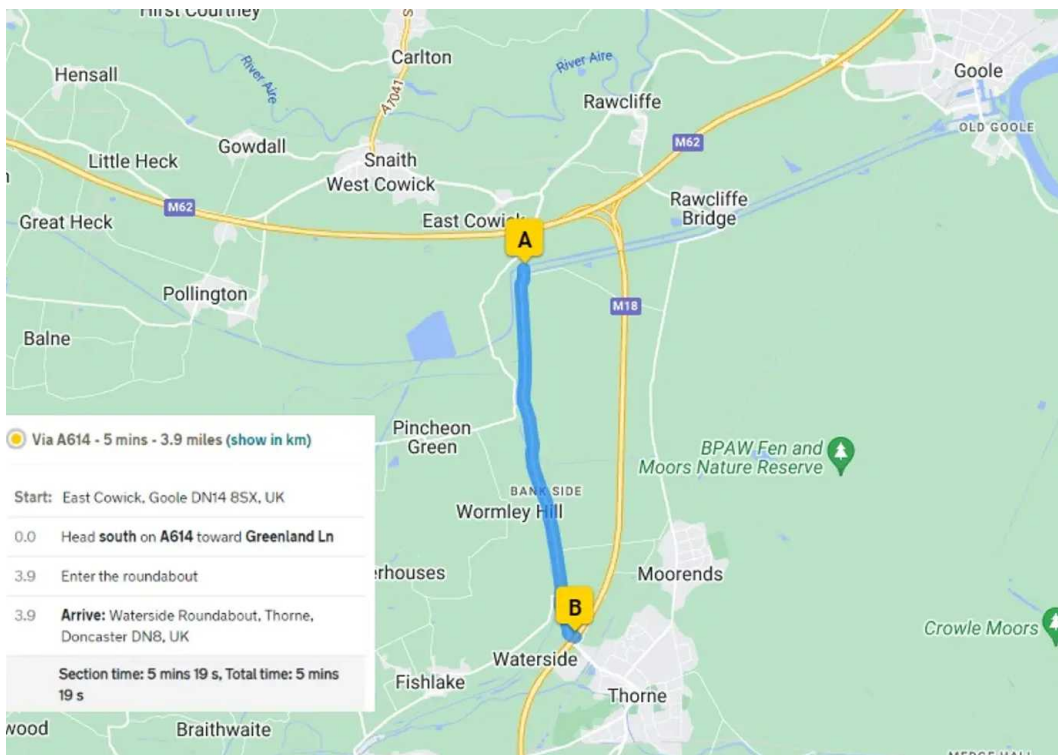 Hirst Courtney
S
Carlton
Hensall
River Aire
River Aire
Goole
Rawcliffe
A1041
OLD GOOLE
Gowdall
M62
Little Heck
Snaith
West Cowick
Rawcliffe
Bridge
M62
East Cowick
Great Heck
A
Pollington
M18
Balne
Via A614 - 5 mins - 3.9 miles (show in km)
Pincheon
Green
BPAW Fen and
Moors Nature Reserve
BANK SIDE
Wormley Hill
Start: East Cowick, Goole DN14 8SX, UK
0.0 Head south on A614 toward Greenland Ln
3.9 Enter the roundabout
erhouses
Moorends
3.9 Arrive: Waterside Roundabout, Thorne,
Doncaster DN8, UK
B
Crowle Moors
Section time: 5 mins 19 s, Total time: 5 mins
19 s
Waterside
Fishlake
Thorne
wood
Braithwaite